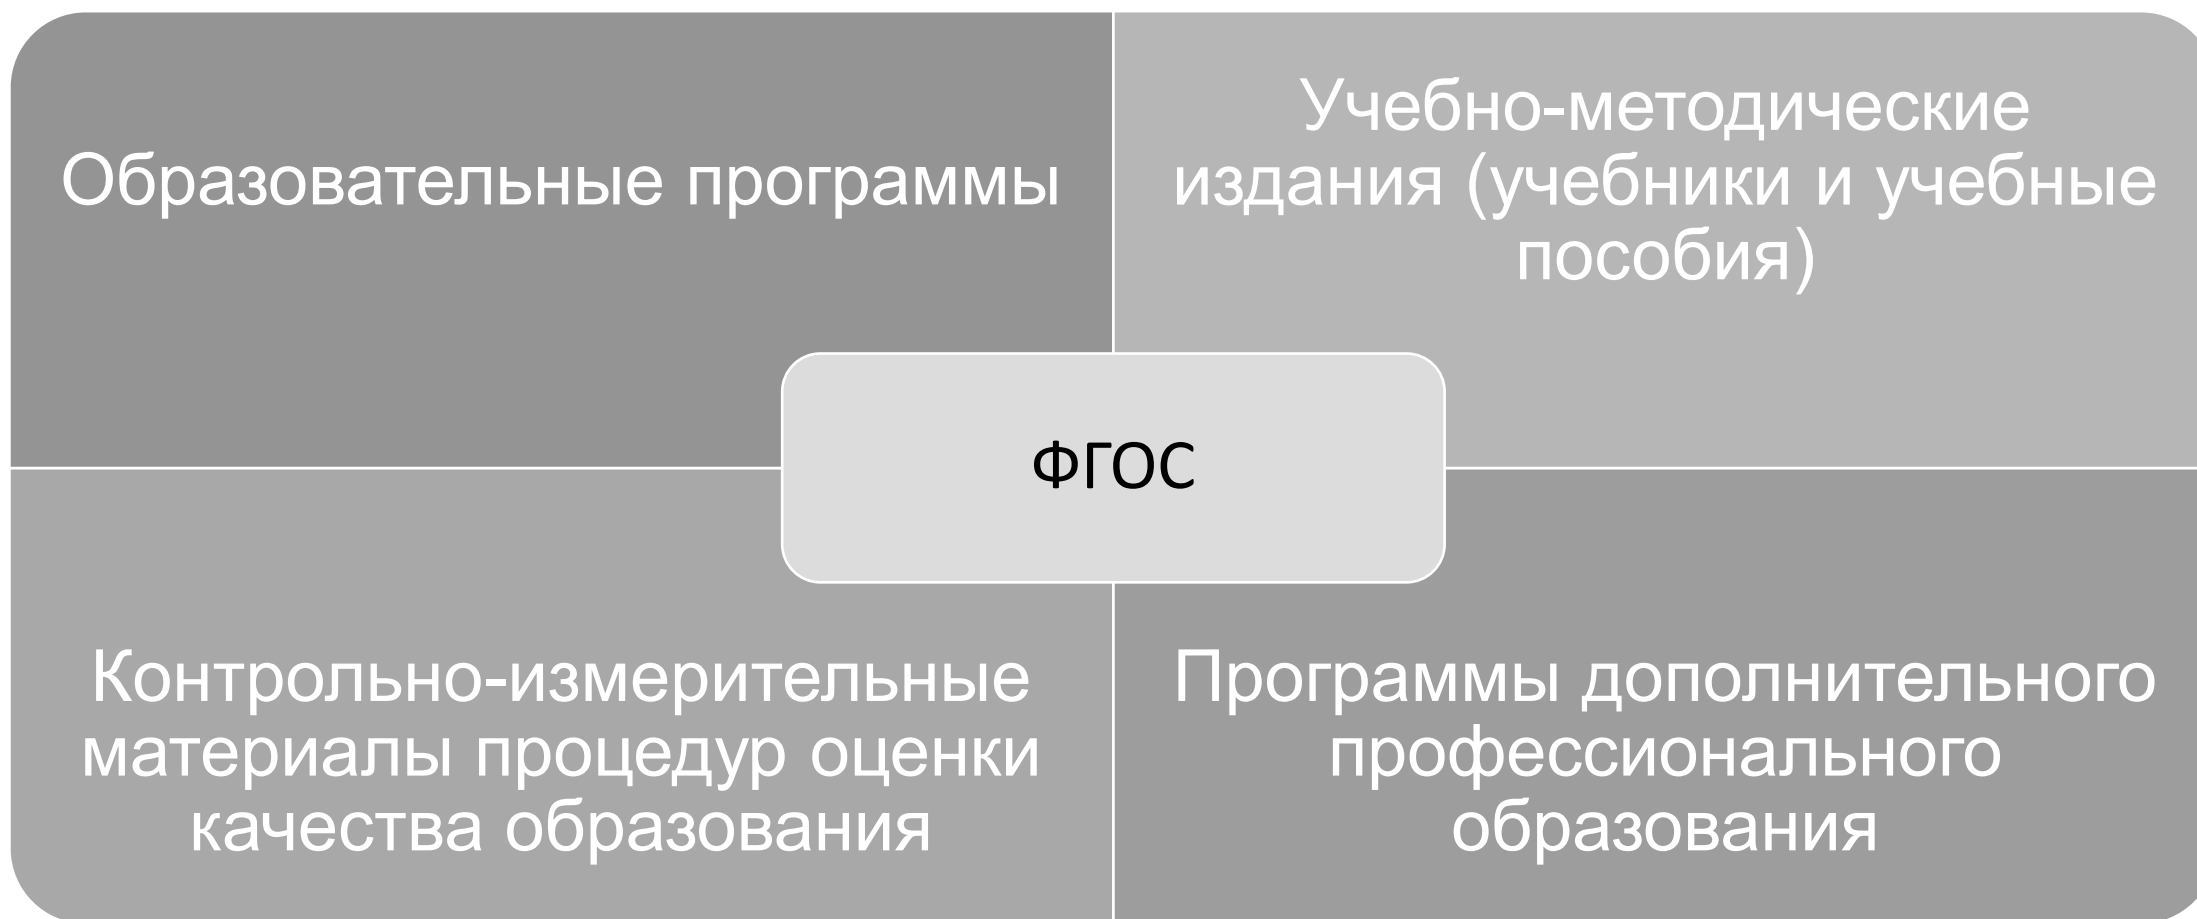 Образовательные программы
Учебно-методические
издания (учебники и учебные
пособия)
ФГОС
Контрольно-измерительные
материалы процедур оценки
качества образования
Программы дополнительного
профессионального
образования